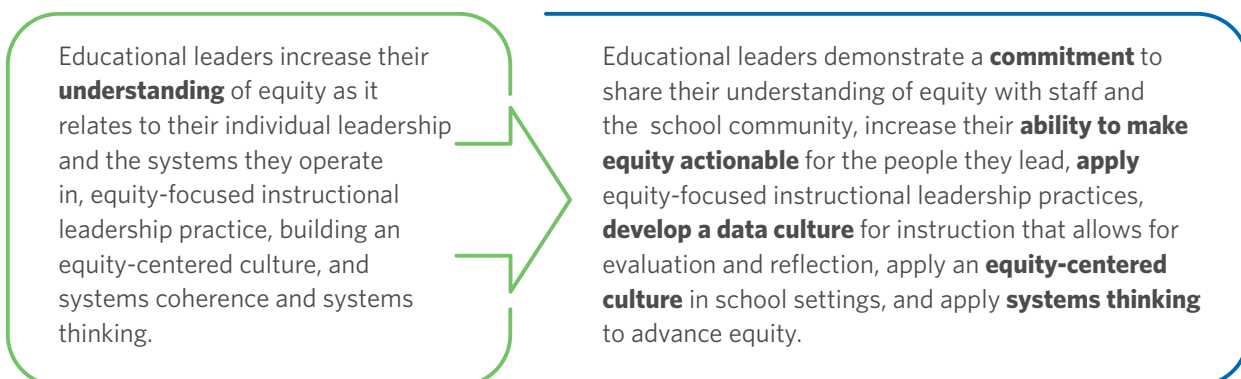 Educational leaders increase their
understanding of equity as it
relates to their individual leadership
and the systems they operate
in, equity-focused instructional
leadership practice, building an
equity-centered culture, and
systems coherence and systems
thinking.
Educational leaders demonstrate a commitment to
share their understanding of equity with staff and
the school community, increase their ability to make
equity actionable for the people they lead, apply
equity-focused instructional leadership practices,
develop a data culture for instruction that allows for
evaluation and reflection, apply an equity-centered
culture in school settings, and apply systems thinking
to advance equity.